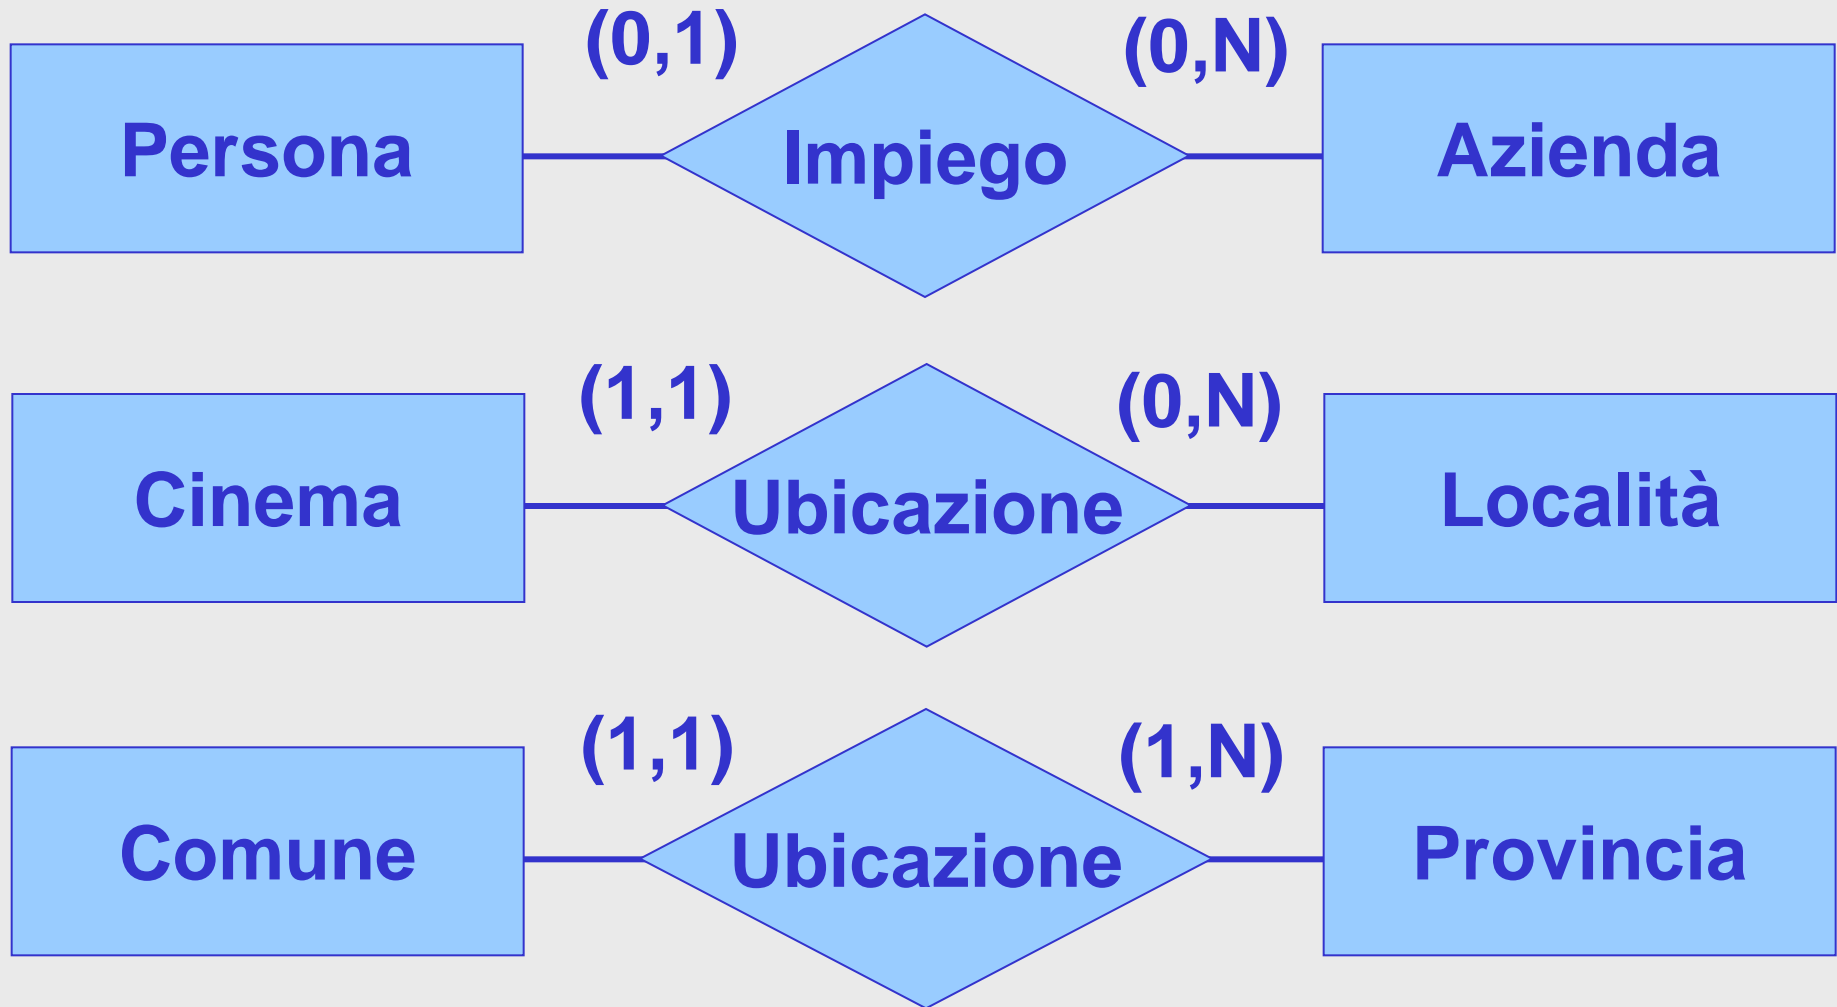 (0,1) (0,N)
Persona Impiego Azienda
(1,1) (0,N)
Cinema Ubicazione Località
(1,1) (1,N)
Comune Ubicazione Provincia